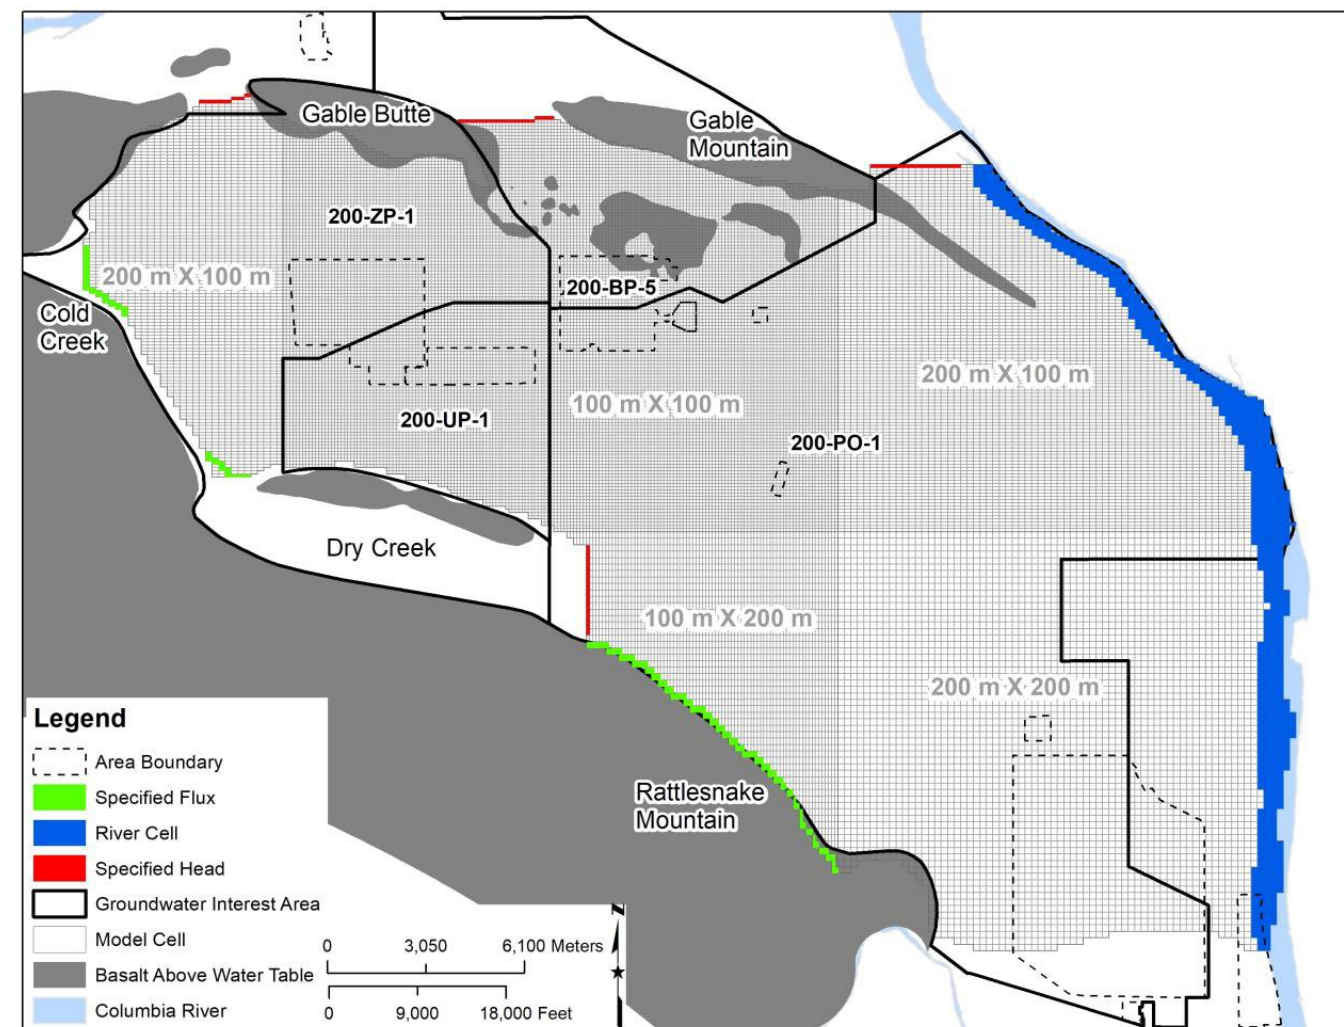 Gable Butte
Gable
Mountain
200-ZP-1
200 m X 100 m
200-BP-5
Cold
Creek
200 m X 100 m
100 m X 100 m
200-UP-1
200-PO-1
Dry Creek
100 m X 200 m
200 m X 200 m
Rattlesnake
Mountain
Legend
Area Boundary
Specified Flux
River Cell
Specified Head
Groundwater Interest Area
Model Cell
Basalt Above Water Table
Columbia River
0 3,050 6,100 Meters
0 9,000 18,000 Feet